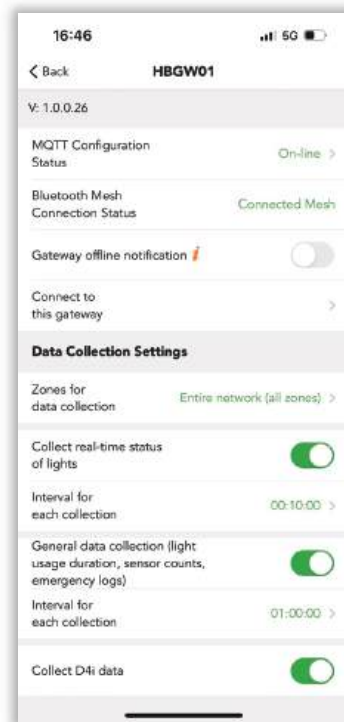 16:46 5G
Back HBGW01
V: 1.0.0.26
MQTT Configuration
Status
On-line >
Bluetooth Mesh
Connection Status
Connected Mesh
Gateway offline notification i
Connect to
this gateway
>
Data Collection Settings
Zones for
data collection
Entire network (all zones) >
Collect real-time status
of lights
Interval for
each collection
00:10:00 >
General data collection (light
usage duration, sensor counts,
emergency logs)
Interval for
each collection
01:00:00 >
Collect D4i data